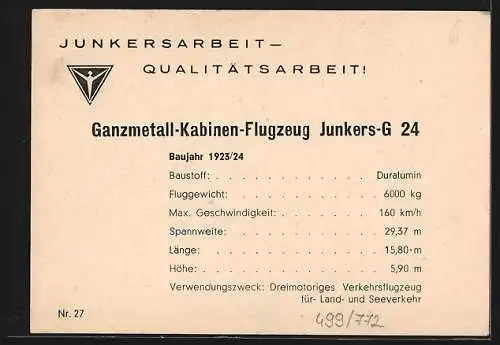 JUNKERSARBEIT—
QUALITÄTSARBEIT!
Ganzmetall-Kabinen-Flugzeug Junkers-G 24
Baujahr 1923/24
Baustoff: . . . . . . . . . Duralumin
Fluggewicht: . . . . . . . . 6000 kg
Max. Geschwindigkeit: . . . . . 160 km/h
Spannweite: . . . . . . . . 29,37 m
Länge: . . . . . . . . . . 15,80 m
Höhe: . . . . . . . . . . 5,90 m
Verwendungszweck: Dreimotoriges Verkehrsflugzeug
für- Land- und Seeverkehr
Nr. 27
499/772
6